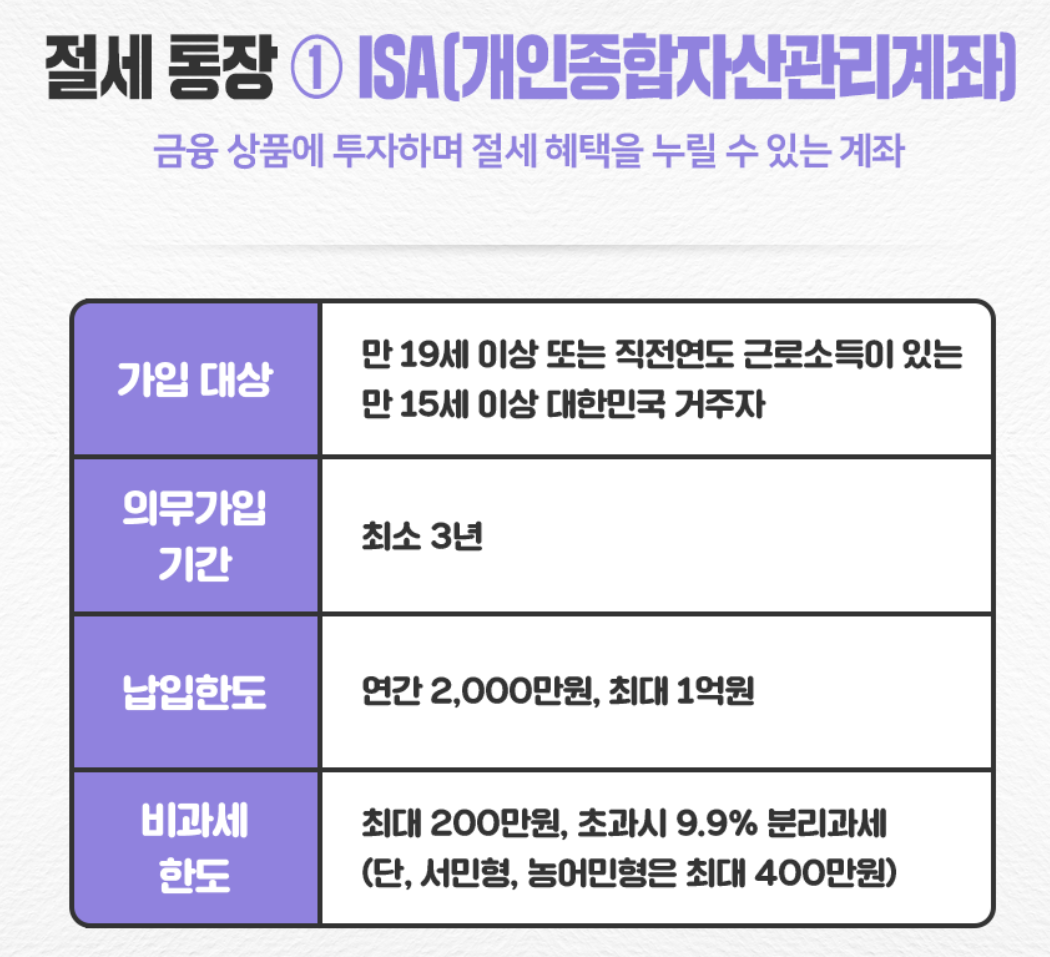 절세 통장 ① ISA(개인종합자산관리계좌)
금융 상품에 투자하며 절세 혜택을 누릴 수 있는 계좌
가입 대상
만 19세 이상 또는 직전연도 근로소득이 있는
만 15세 이상 대한민국 거주자
의무가입
기간
최소 3년
납입한도
연간 2,000만원, 최대 1억원
비과세
한도
최대 200만원, 초과시 9.9% 분리과세
(단, 서민형, 농어민형은 최대 400만원)